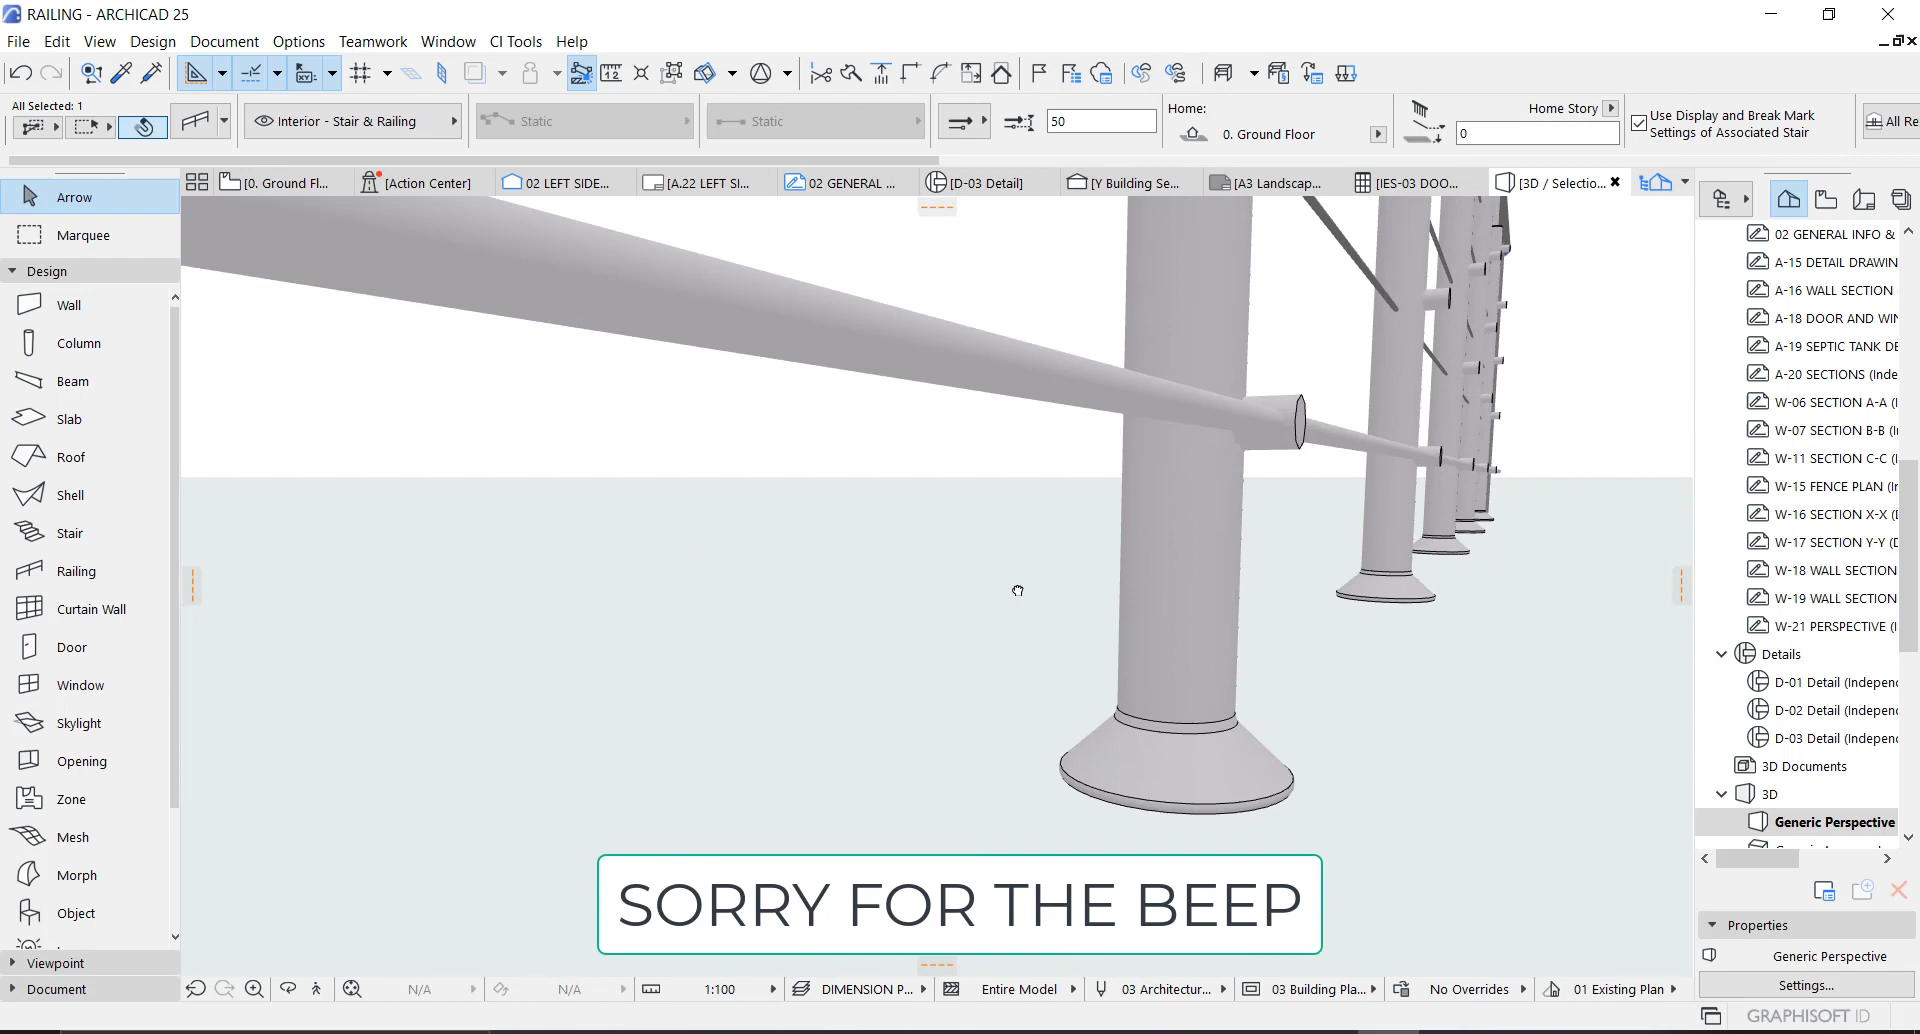 RAILING - ARCHICAD 25
File Edit View Design Document Options Teamwork Window CI Tools Help
All Selected: 1
Interior - Stair & Railing
Static
Static
50
Home:
0. Ground Floor
Home Story
0
Use Display and Break Mark
Settings of Associated Stair
All Re
[0. Ground Fl...
[Action Center]
02 LEFT SIDE...
[A.22 LEFT SI...
02 GENERAL ...
[D-03 Detail]
[Y Building Se...
[A3 Landscap...
[IES-03 DOO...
[3D / Selectio...
Arrow
Marquee
Design
Wall
Column
Beam
Slab
Roof
Shell
Stair
Railing
Curtain Wall
Door
Window
Skylight
Opening
Zone
Mesh
Morph
Object
Viewpoint
Document
02 GENERAL INFO &
A-15 DETAIL DRAWIN
A-16 WALL SECTION
A-18 DOOR AND WIN
A-19 SEPTIC TANK DE
A-20 SECTIONS (Inde
W-06 SECTION A-A (I
W-07 SECTION B-B (In
W-11 SECTION C-C (I
W-15 FENCE PLAN (In
W-16 SECTION X-X (D
W-17 SECTION Y-Y (D
W-18 WALL SECTION
W-19 WALL SECTION
W-21 PERSPECTIVE (I
Details
D-01 Detail (Independ
D-02 Detail (Independ
D-03 Detail (Independ
3D Documents
3D
Generic Perspective
Properties
Generic Perspective
Settings...
SORRY FOR THE BEEP
N/A
N/A
1:100
DIMENSION P...
Entire Model
03 Architectur...
03 Building Pla...
No Overrides
01 Existing Plan
GRAPHISOFT ID